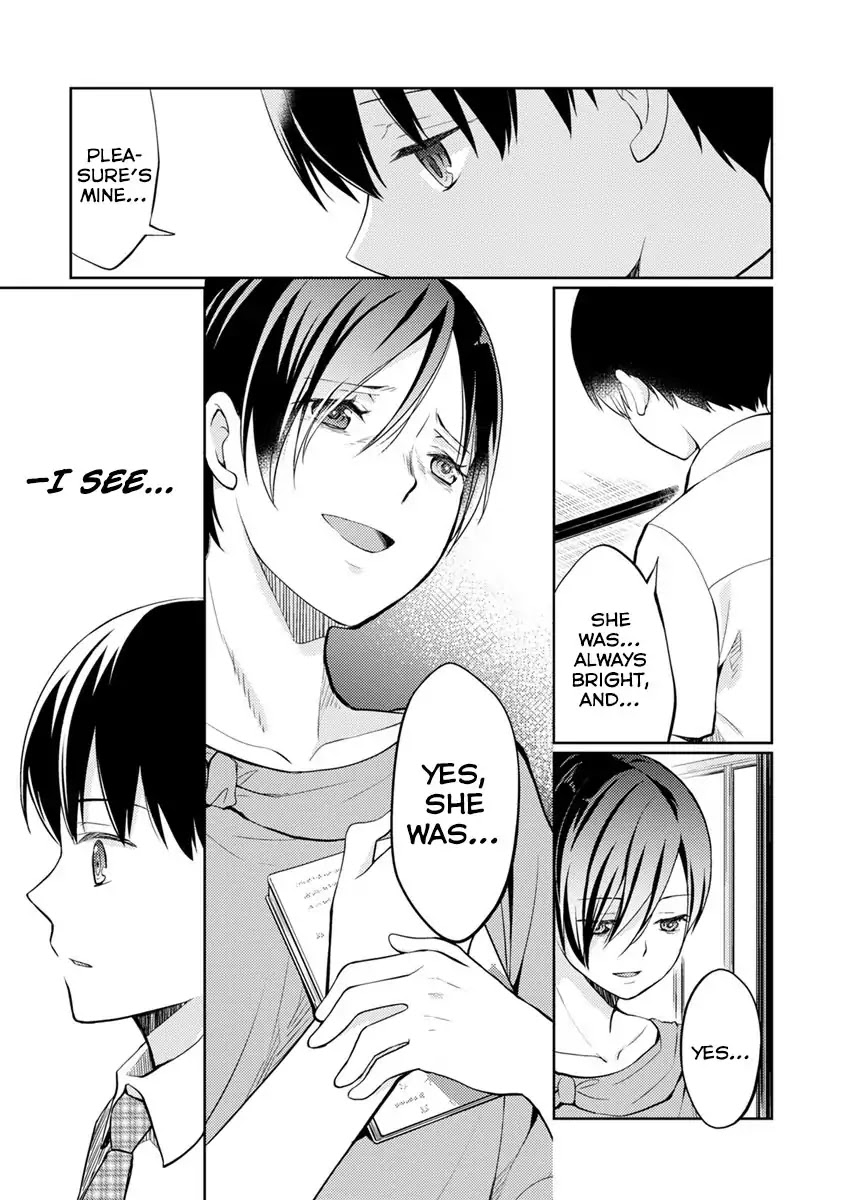 PLEA-
SURE'S
MINE...
SHE
WAS...
ALWAYS
BRIGHT,
AND...
YES...
YES,
SHE
WAS...
–I SEE...